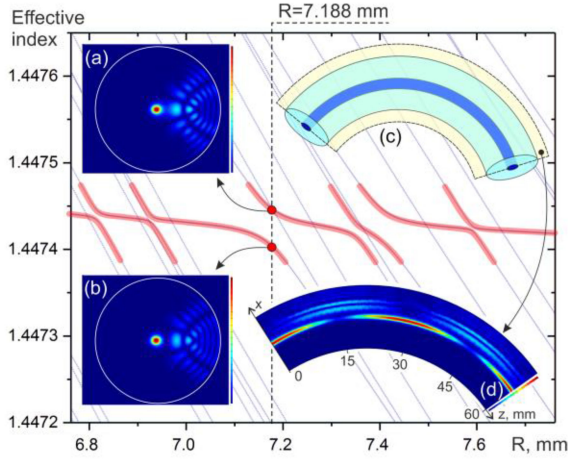 Effective
index
R=7.188 mm
1.4476
1.4475
1.4474
1.4473
1.4472
(a)
(c)
(b)
x
0
15
30
45
60
z, mm
(d)
6.8
7.0
7.2
7.4
7.6
R, mm